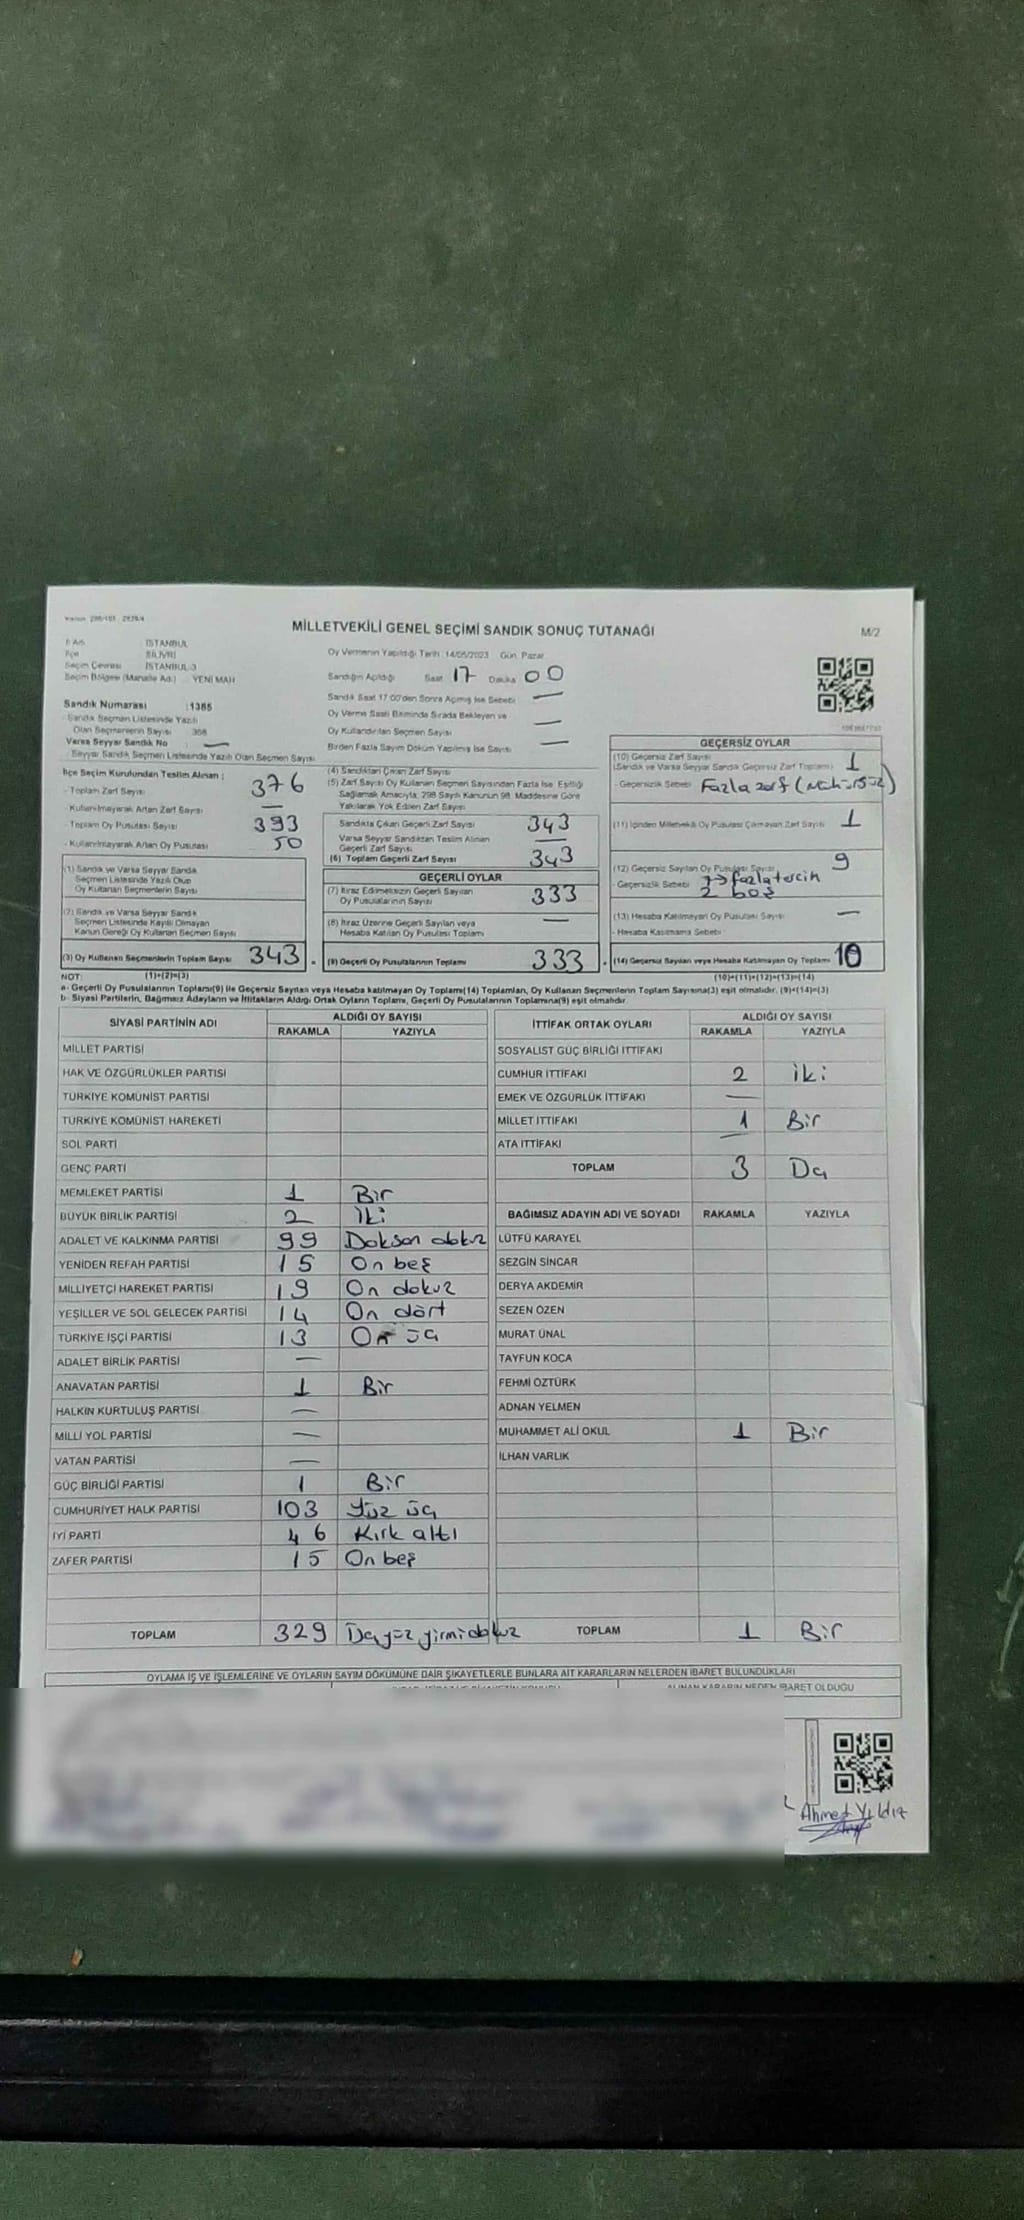 MİLLETVEKİLİ GENEL SEÇİMİ SANDIK SONUÇ TUTANAĞI
M/2
İli Adı : İSTANBUL
İlçe : SİLİVRİ
Seçim Çevresi : İSTANBUL-3
Seçim Bölgesi (Mahalle Adı) : YENİ MAH
Oy Vermenin Yapıldığı Tarih : 14/05/2023 Gün: Pazar
Sandığın Açıldığı Saat 17 Dakika 00
Sandık Saat 17:00'den Sonra Açılmış İse Sebebi —
Oy Verme Saati Bitiminde Sırada Bekleyen ve
Oy Kullandırılan Seçmen Sayısı —
Birden Fazla Sayım Döküm Yapılmış İse Sayısı —
Sandık Numarası : 1385
- Sandık Seçmen Listesinde Yazılı
Olan Seçmenlerin Sayısı 368
Varsa Seyyar Sandık No : —
- Seyyar Sandık Seçmen Listesinde Yazılı Olan Seçmen Sayısı
İlçe Seçim Kurulundan Teslim Alınan :
- Toplam Zarf Sayısı 376
- Kullanılmayarak Artan Zarf Sayısı —
- Toplam Oy Pusulası Sayısı 393
- Kullanılmayarak Artan Oy Pusulası 50
(1) Sandık ve Varsa Seyyar Sandık
Seçmen Listesinde Yazılı Olup
Oy Kullanan Seçmenlerin Sayısı
(2) Sandık ve Varsa Seyyar Sandık
Seçmen Listesinde Kayıtlı Olmayan
Kanun Gereği Oy Kullanan Seçmen Sayısı
(3) Oy Kullanan Seçmenlerin Toplam Sayısı 343
(4) Sandıktan Çıkan Zarf Sayısı
(5) Zarf Sayısı Oy Kullanan Seçmen Sayısından Fazla İse, Eşitliği
Sağlamak Amacıyla; 298 Sayılı Kanunun 98. Maddesine Göre
Yakılarak Yok Edilen Zarf Sayısı
Sandıkta Çıkan Geçerli Zarf Sayısı 343
Varsa Seyyar Sandıktan Teslim Alınan
Geçerli Zarf Sayısı —
(6) Toplam Geçerli Zarf Sayısı 343
GEÇERLİ OYLAR
(7) İtiraz Edilmeksizin Geçerli Sayılan
Oy Pusulalarının Sayısı 333
(8) İtiraz Üzerine Geçerli Sayılan veya
Hesaba Katılan Oy Pusulası Toplamı —
(9) Geçerli Oy Pusulalarının Toplamı 333
GEÇERSİZ OYLAR
(10) Geçersiz Zarf Sayısı
(Sandık ve Varsa Seyyar Sandık Geçersiz Zarf Toplamı) 1
- Geçersizlik Sebebi : Fazla zarf
(11) İçinden Milletvekili Oy Pusulası Çıkmayan Zarf Sayısı 1
(12) Geçersiz Sayılan Oy Pusulası Sayısı 9
- Geçersizlik Sebebi 7→ fazla tercih
2 boş
(13) Hesaba Katılmayan Oy Pusulası Sayısı —
- Hesaba Katılmama Sebebi
(14) Geçersiz Sayılan veya Hesaba Katılmayan Oy Toplamı 10
NOT: (1)+(2)=(3) (10)+(11)+(12)+(13)=(14)
a- Geçerli Oy Pusulalarının Toplamı(9) ile Geçersiz Sayılan veya Hesaba katılmayan Oy Toplamı(14) Toplamları, Oy Kullanan Seçmenlerin Toplam Sayısına(3) eşit olmalıdır. (9)+(14)=(3)
b- Siyasi Partilerin, Bağımsız Adayların ve İttifakların Aldığı Ortak Oyların Toplamı, Geçerli Oy Pusulalarının Toplamına(9) eşit olmalıdır.
SİYASİ PARTİNİN ADI ALDIĞI OY SAYISI
RAKAMLA YAZIYLA
MİLLET PARTİSİ
HAK VE ÖZGÜRLÜKLER PARTİSİ
TÜRKİYE KOMÜNİST PARTİSİ
TÜRKİYE KOMÜNİST HAREKETİ
SOL PARTİ
GENÇ PARTİ
MEMLEKET PARTİSİ 1 Bir
BÜYÜK BİRLİK PARTİSİ 2 İki
ADALET VE KALKINMA PARTİSİ 99 Doksan dokuz
YENİDEN REFAH PARTİSİ 15 On beş
MİLLİYETÇİ HAREKET PARTİSİ 19 On dokuz
YEŞİLLER VE SOL GELECEK PARTİSİ 14 On dört
TÜRKİYE İŞÇİ PARTİSİ 13 On üç
ADALET BİRLİK PARTİSİ —
ANAVATAN PARTİSİ 1 Bir
HALKIN KURTULUŞ PARTİSİ —
MİLLİ YOL PARTİSİ —
VATAN PARTİSİ —
GÜÇ BİRLİĞİ PARTİSİ 1 Bir
CUMHURİYET HALK PARTİSİ 103 Yüz üç
İYİ PARTİ 46 Kırk altı
ZAFER PARTİSİ 15 On beş
TOPLAM 329 Üç yüz yirmi dokuz
İTTİFAK ORTAK OYLARI ALDIĞI OY SAYISI
RAKAMLA YAZIYLA
SOSYALİST GÜÇ BİRLİĞİ İTTİFAKI
CUMHUR İTTİFAKI 2 İki
EMEK VE ÖZGÜRLÜK İTTİFAKI —
MİLLET İTTİFAKI 1 Bir
ATA İTTİFAKI —
TOPLAM 3 Üç
BAĞIMSIZ ADAYIN ADI VE SOYADI RAKAMLA YAZIYLA
LÜTFÜ KARAYEL
SEZGİN SİNCAR
DERYA AKDEMİR
SEZEN ÖZEN
MURAT ÜNAL
TAYFUN KOCA
FEHMİ ÖZTÜRK
ADNAN YELMEN
MUHAMMET ALİ OKUL 1 Bir
İLHAN VARLIK
TOPLAM 1 Bir
OYLAMA İŞ VE İŞLEMLERİNE VE OYLARIN SAYIM DÖKÜMÜNE DAİR ŞİKAYETLERLE BUNLARA AİT KARARLARIN NELERDEN İBARET BULUNDUKLARI
ALINAN KARARIN NEDEN İBARET OLDUĞU
Ahmet Yıldız